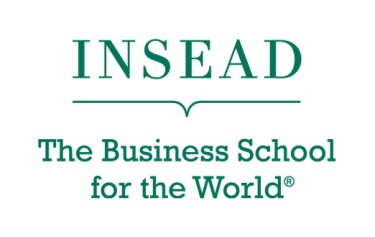 INSEAD
The Business School
for the World®